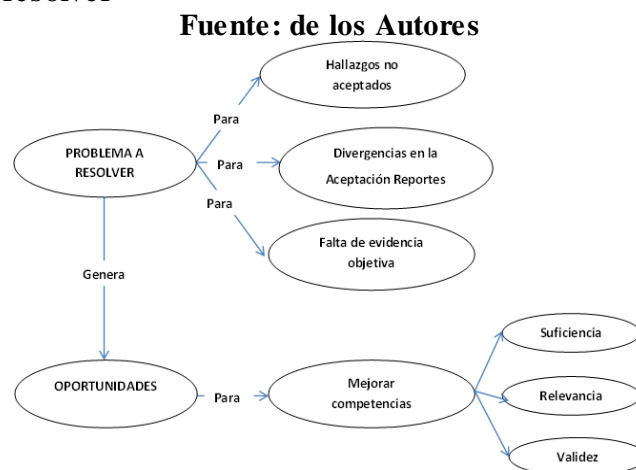 resolver
Fuente: de los Autores
Hallazgos no
aceptados
Para
PROBLEMA A
RESOLVER
Para
Divergencias en la
Aceptación Reportes
Para
Falta de evidencia
objetiva
Genera
Suficiencia
OPORTUNIDADES
Para
Mejorar
competencias
Relevancia
Validez